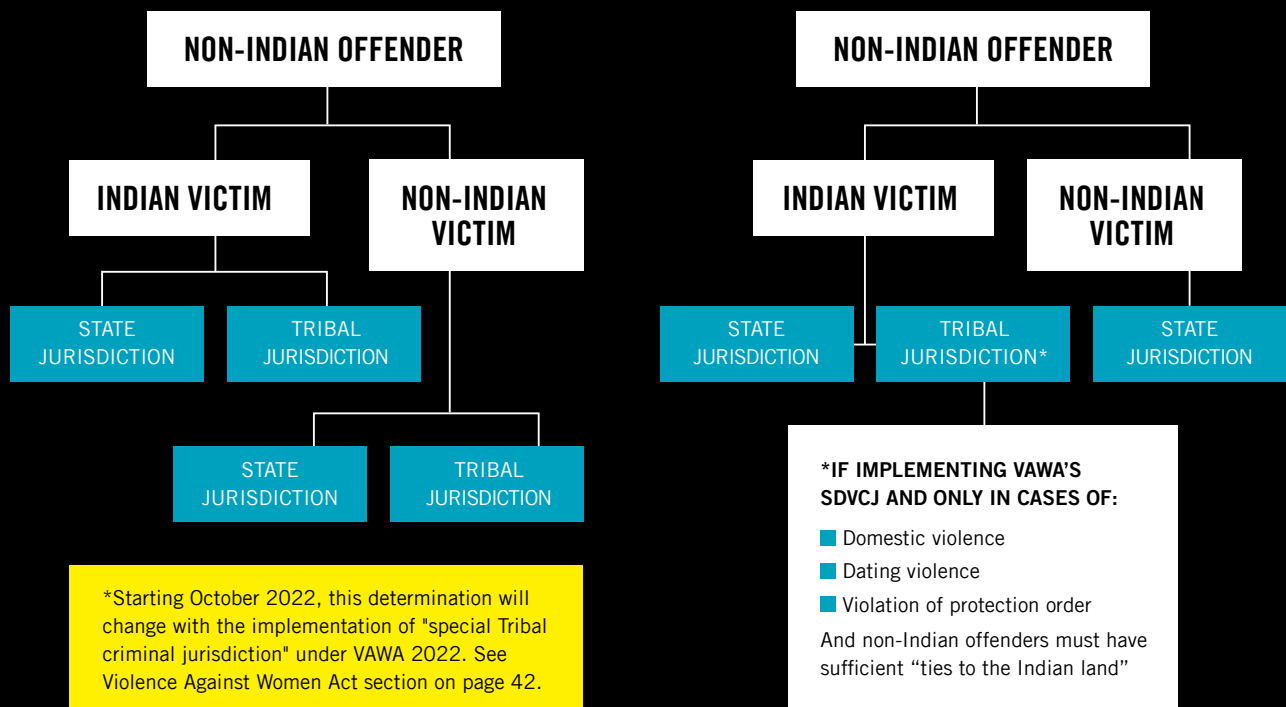 NON-INDIAN OFFENDER
INDIAN VICTIM
NON-INDIAN
VICTIM
STATE
JURISDICTION
TRIBAL
JURISDICTION
STATE
JURISDICTION
TRIBAL
JURISDICTION
*Starting October 2022, this determination will
change with the implementation of "special Tribal
criminal jurisdiction" under VAWA 2022. See
Violence Against Women Act section on page 42.
NON-INDIAN OFFENDER
INDIAN VICTIM
NON-INDIAN
VICTIM
STATE
JURISDICTION
TRIBAL
JURISDICTION*
STATE
JURISDICTION
*IF IMPLEMENTING VAWA’S
SDVCJ AND ONLY IN CASES OF:
Domestic violence
Dating violence
Violation of protection order
And non-Indian offenders must have
sufficient “ties to the Indian land”